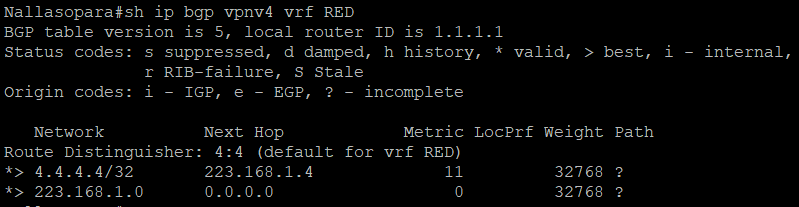 Nallasopara#sh ip bgp vpnv4 vrf RED
BGP table version is 5, local router ID is 1.1.1.1
Status codes: s suppressed, d damped, h history, * valid, > best, i - internal,
              r RIB-failure, S Stale
Origin codes: i - IGP, e - EGP, ? - incomplete

   Network          Next Hop            Metric LocPrf Weight Path
Route Distinguisher: 4:4 (default for vrf RED)
*> 4.4.4.4/32       223.168.1.4             11         32768 ?
*> 223.168.1.0      0.0.0.0                  0         32768 ?